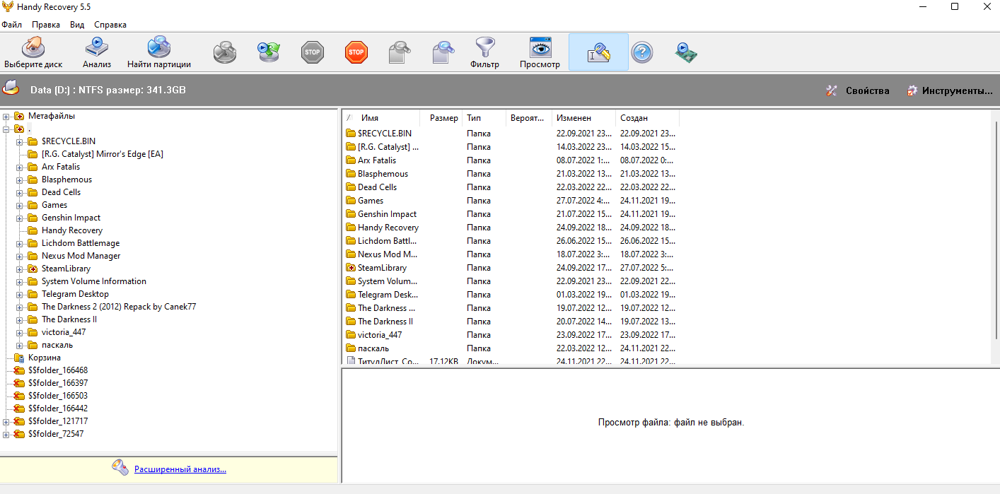 Handy Recovery 5.5
Файл Правка Вид Справка
Выберите диск Анализ Найти партиции STOP STOP Фильтр Просмотр
Data (D:) : NTFS размер: 341.3GB Свойства Инструменты...
Метафайлы
.
$RECYCLE.BIN
[R.G. Catalyst] Mirror's Edge [EA]
Arx Fatalis
Blasphemous
Dead Cells
Games
Genshin Impact
Handy Recovery
Lichdom Battlemage
Nexus Mod Manager
SteamLibrary
System Volume Information
Telegram Desktop
The Darkness 2 (2012) Repack by Canek77
The Darkness II
victoria_447
паскаль
Корзина
$$folder_166468
$$folder_166397
$$folder_166503
$$folder_166442
$$folder_121717
$$folder_72547
Расширенный анализ...
Имя Размер Тип Вероят... Изменен Создан
$RECYCLE.BIN Папка 22.09.2021 23... 22.09.2021 23...
[R.G. Catalyst] ... Папка 14.03.2022 23... 14.03.2022 15...
Arx Fatalis Папка 08.07.2022 1:... 08.07.2022 0:...
Blasphemous Папка 21.03.2022 13... 21.03.2022 13...
Dead Cells Папка 22.03.2022 22... 22.03.2022 22...
Games Папка 27.07.2022 4:... 24.11.2021 19...
Genshin Impact Папка 21.07.2022 15... 24.11.2021 19...
Handy Recovery Папка 24.09.2022 18... 24.09.2022 18...
Lichdom Battl... Папка 26.06.2022 15... 26.06.2022 15...
Nexus Mod M... Папка 18.07.2022 3:... 18.07.2022 3:...
SteamLibrary Папка 24.09.2022 17... 27.07.2022 5:...
System Volum... Папка 22.09.2021 23... 22.09.2021 22...
Telegram Desk... Папка 01.03.2022 19... 01.03.2022 19...
The Darkness ... Папка 19.07.2022 12... 19.07.2022 12...
The Darkness II Папка 20.07.2022 14... 19.07.2022 13...
victoria_447 Папка 23.09.2022 17... 23.09.2022 17...
паскаль Папка 22.03.2022 12... 24.11.2021 22...
ТитулЛист_Со... 17.12KB Докум... 24.11.2021 22... 24.11.2021 22...
Просмотр файла: файл не выбран.